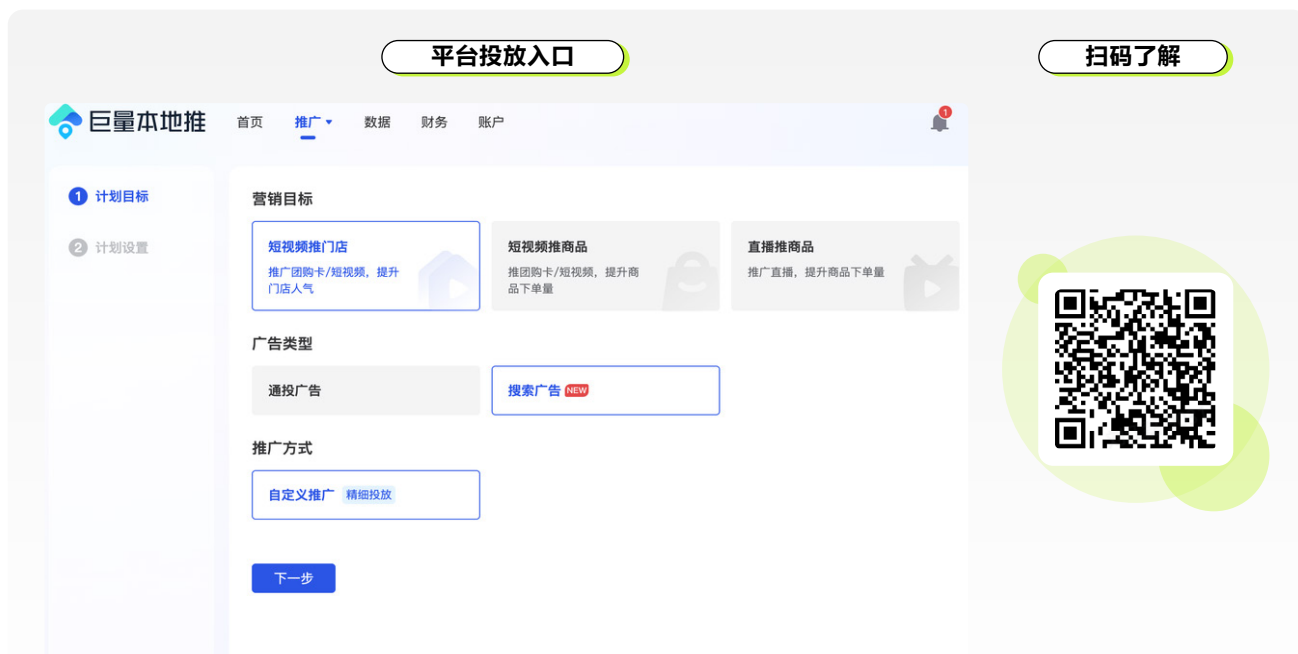 平台投放入口
扫码了解
巨量本地推
首页
推广
数据
财务
账户
1
1 计划目标
2 计划设置
营销目标
短视频推门店
推广团购卡/短视频，提升
门店人气
短视频推商品
推团购卡/短视频，提升商
品下单量
直播推商品
推广直播，提升商品下单量
广告类型
通投广告
搜索广告 NEW
推广方式
自定义推广 精细投放
下一步